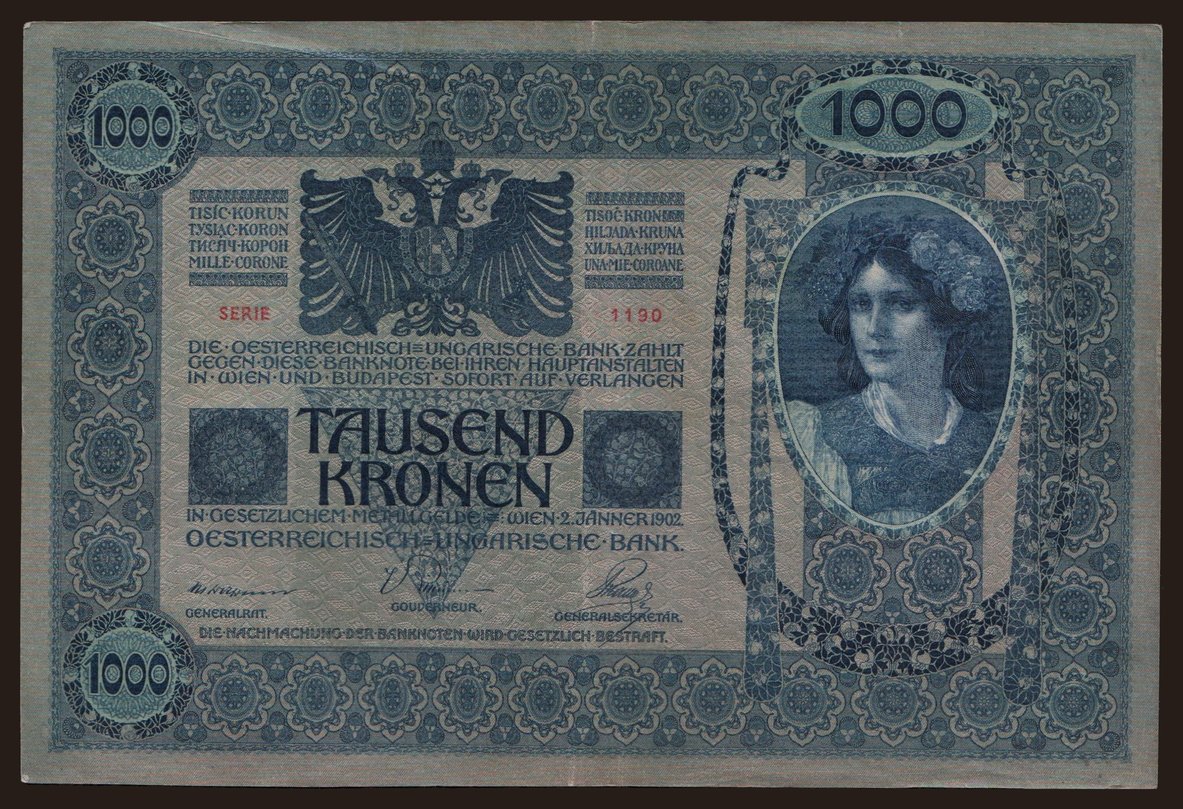 1000
1000
TISÍC·KORUN
TYSIĄC·KORON
ТИСЯЧ·КОРОН
MILLE·CORONE
TISOČ KRON
HILJADA·KRUNA
ХИЉАДА·КРУНА
UNA·MIE·COROANE
SERIE 1190
DIE·OESTERREICHISCH=UNGARISCHE·BANK·ZAHLT
GEGEN·DIESE·BANKNOTE·BEI·IHREN·HAUPTANSTALTEN
IN·WIEN·UND·BUDAPEST·SOFORT·AUF·VERLANGEN
TAUSEND
KRONEN
IN·GESETZLICHEM·METALLGELDE=·WIEN·2.JÄNNER 1902.
OESTERREICHISCH=UNGARISCHE·BANK.
GENERALRAT.
GOUVERNEUR.
GENERALSEKRETÄR.
DIE·NACHMACHUNG·DER·BANKNOTEN·WIRD·GESETZLICH·BESTRAFT.
1000